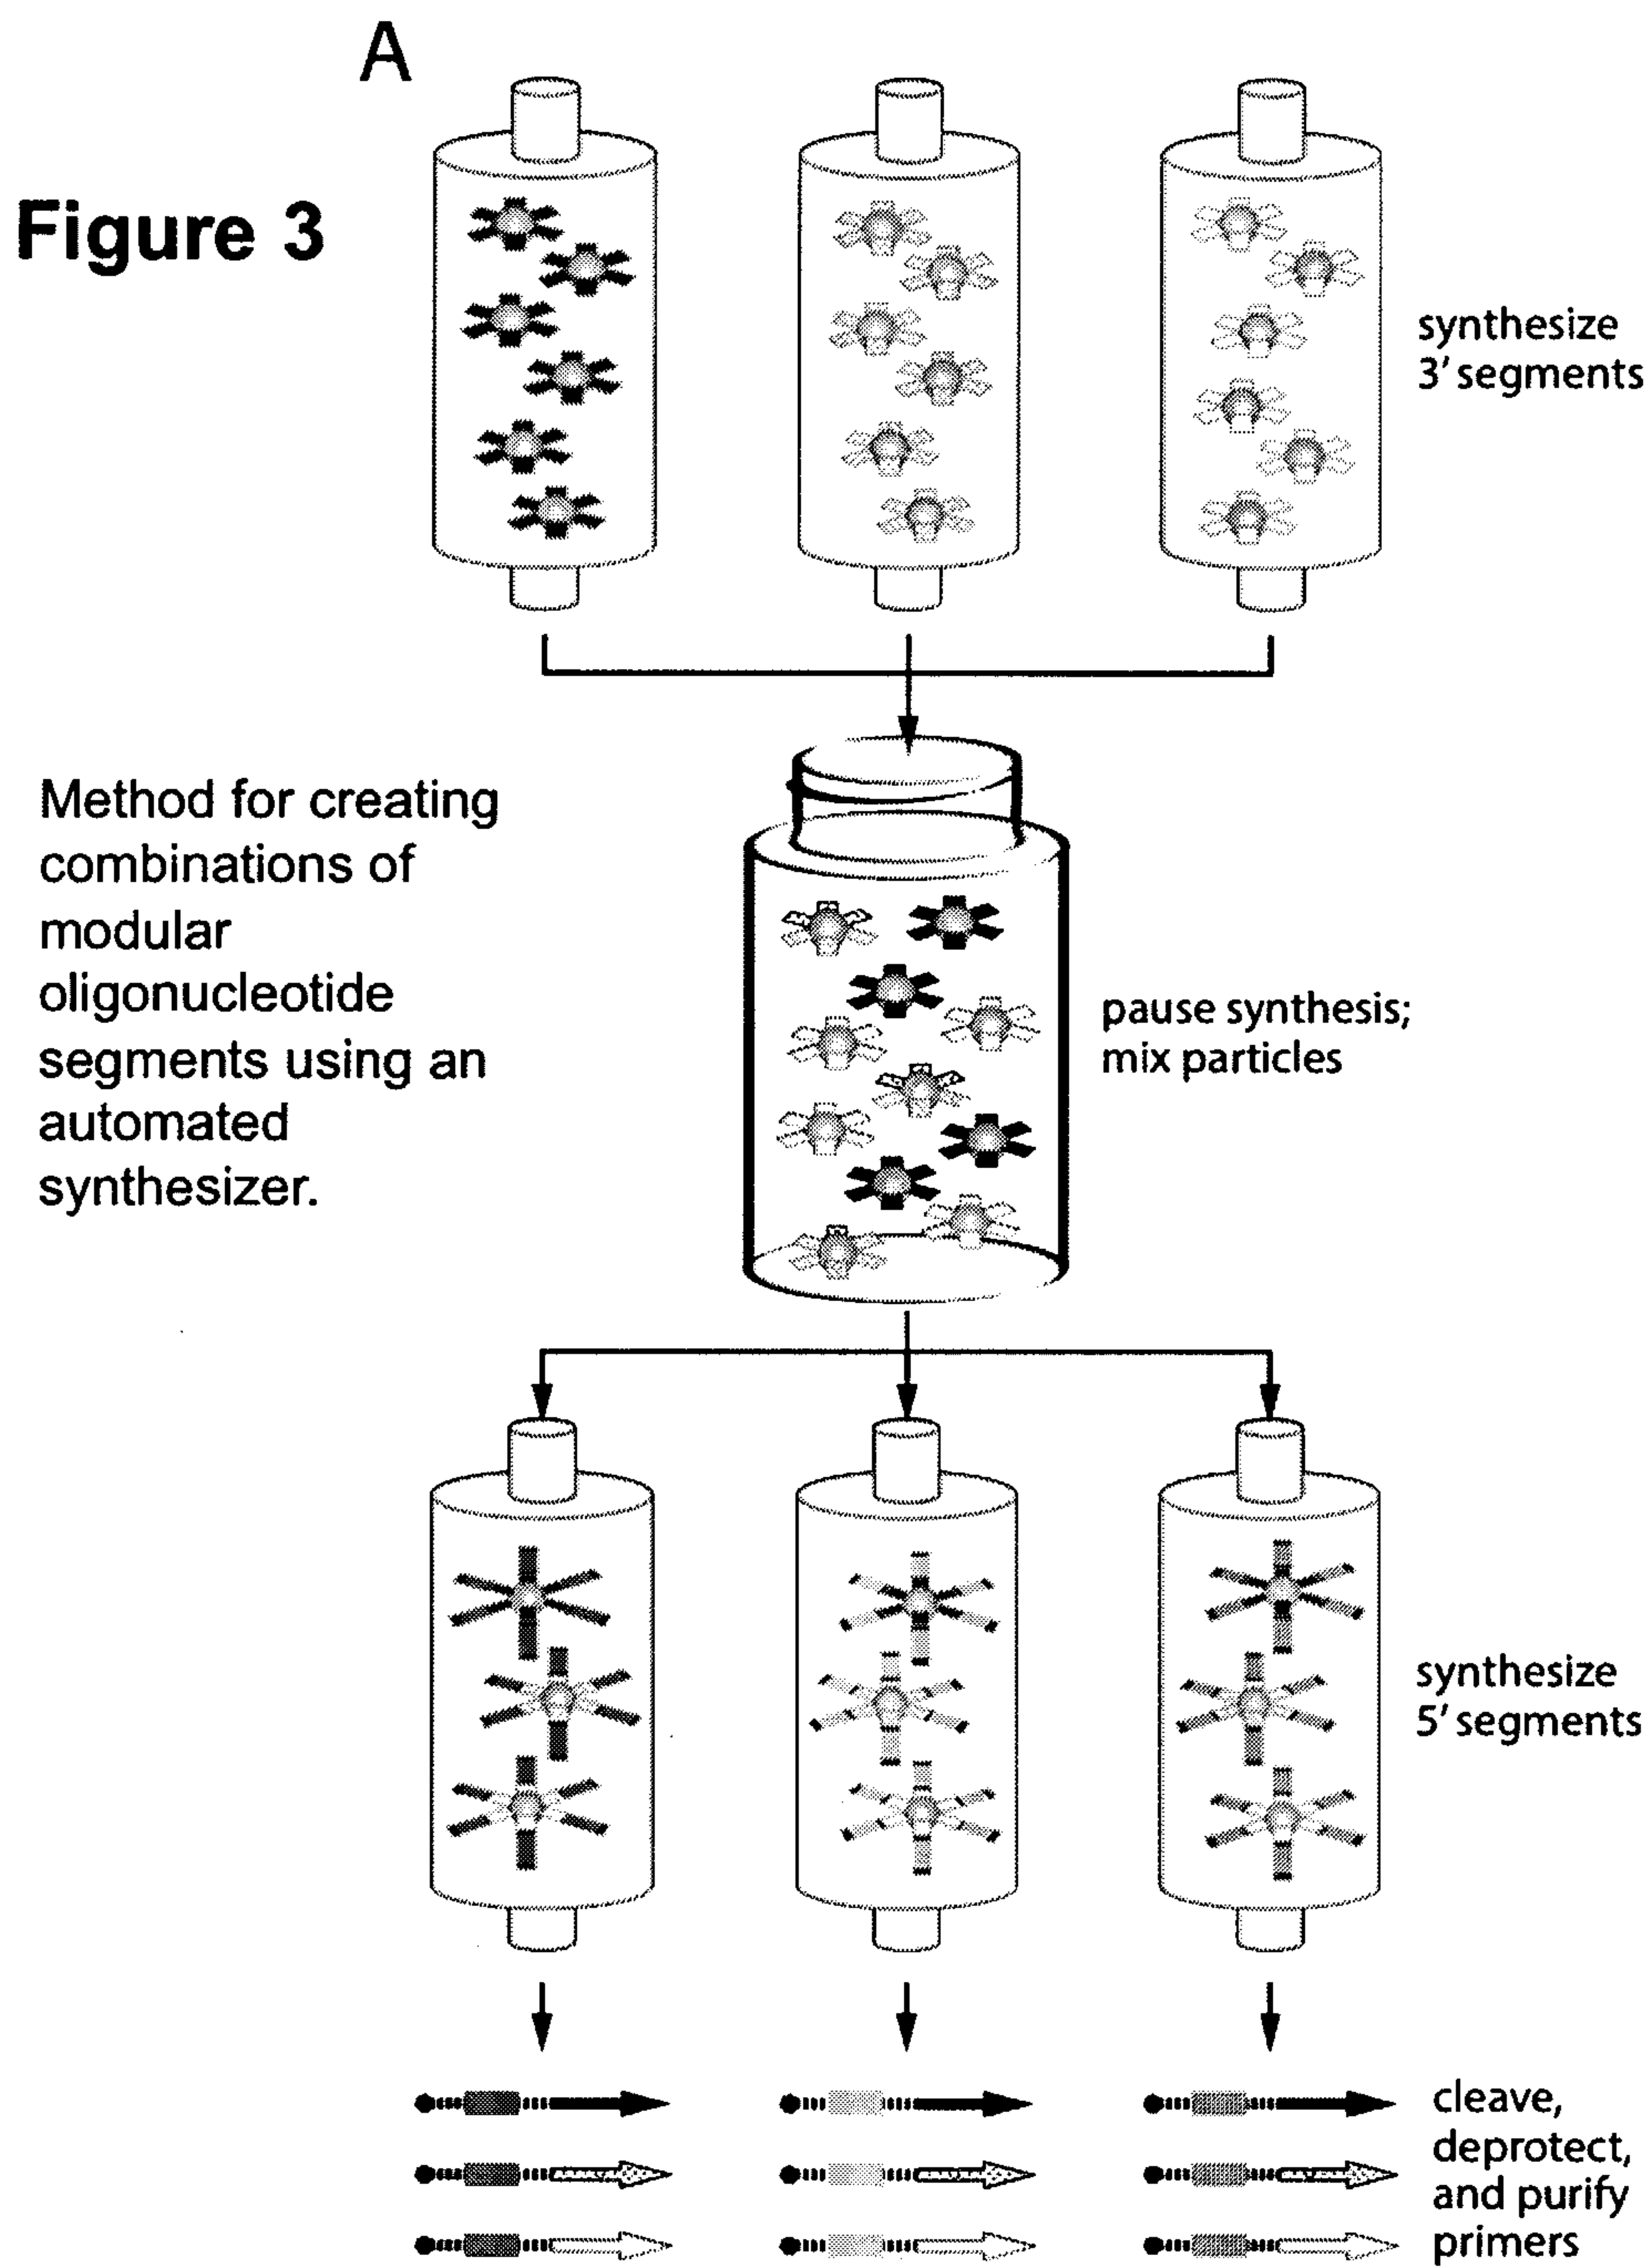 A
Figure 3
synthesize
3' segments
Method for creating
combinations of
modular
oligonucleotide
segments using an
automated
synthesizer.
pause synthesis;
mix particles
synthesize
5' segments
cleave,
deprotect,
and purify
primers